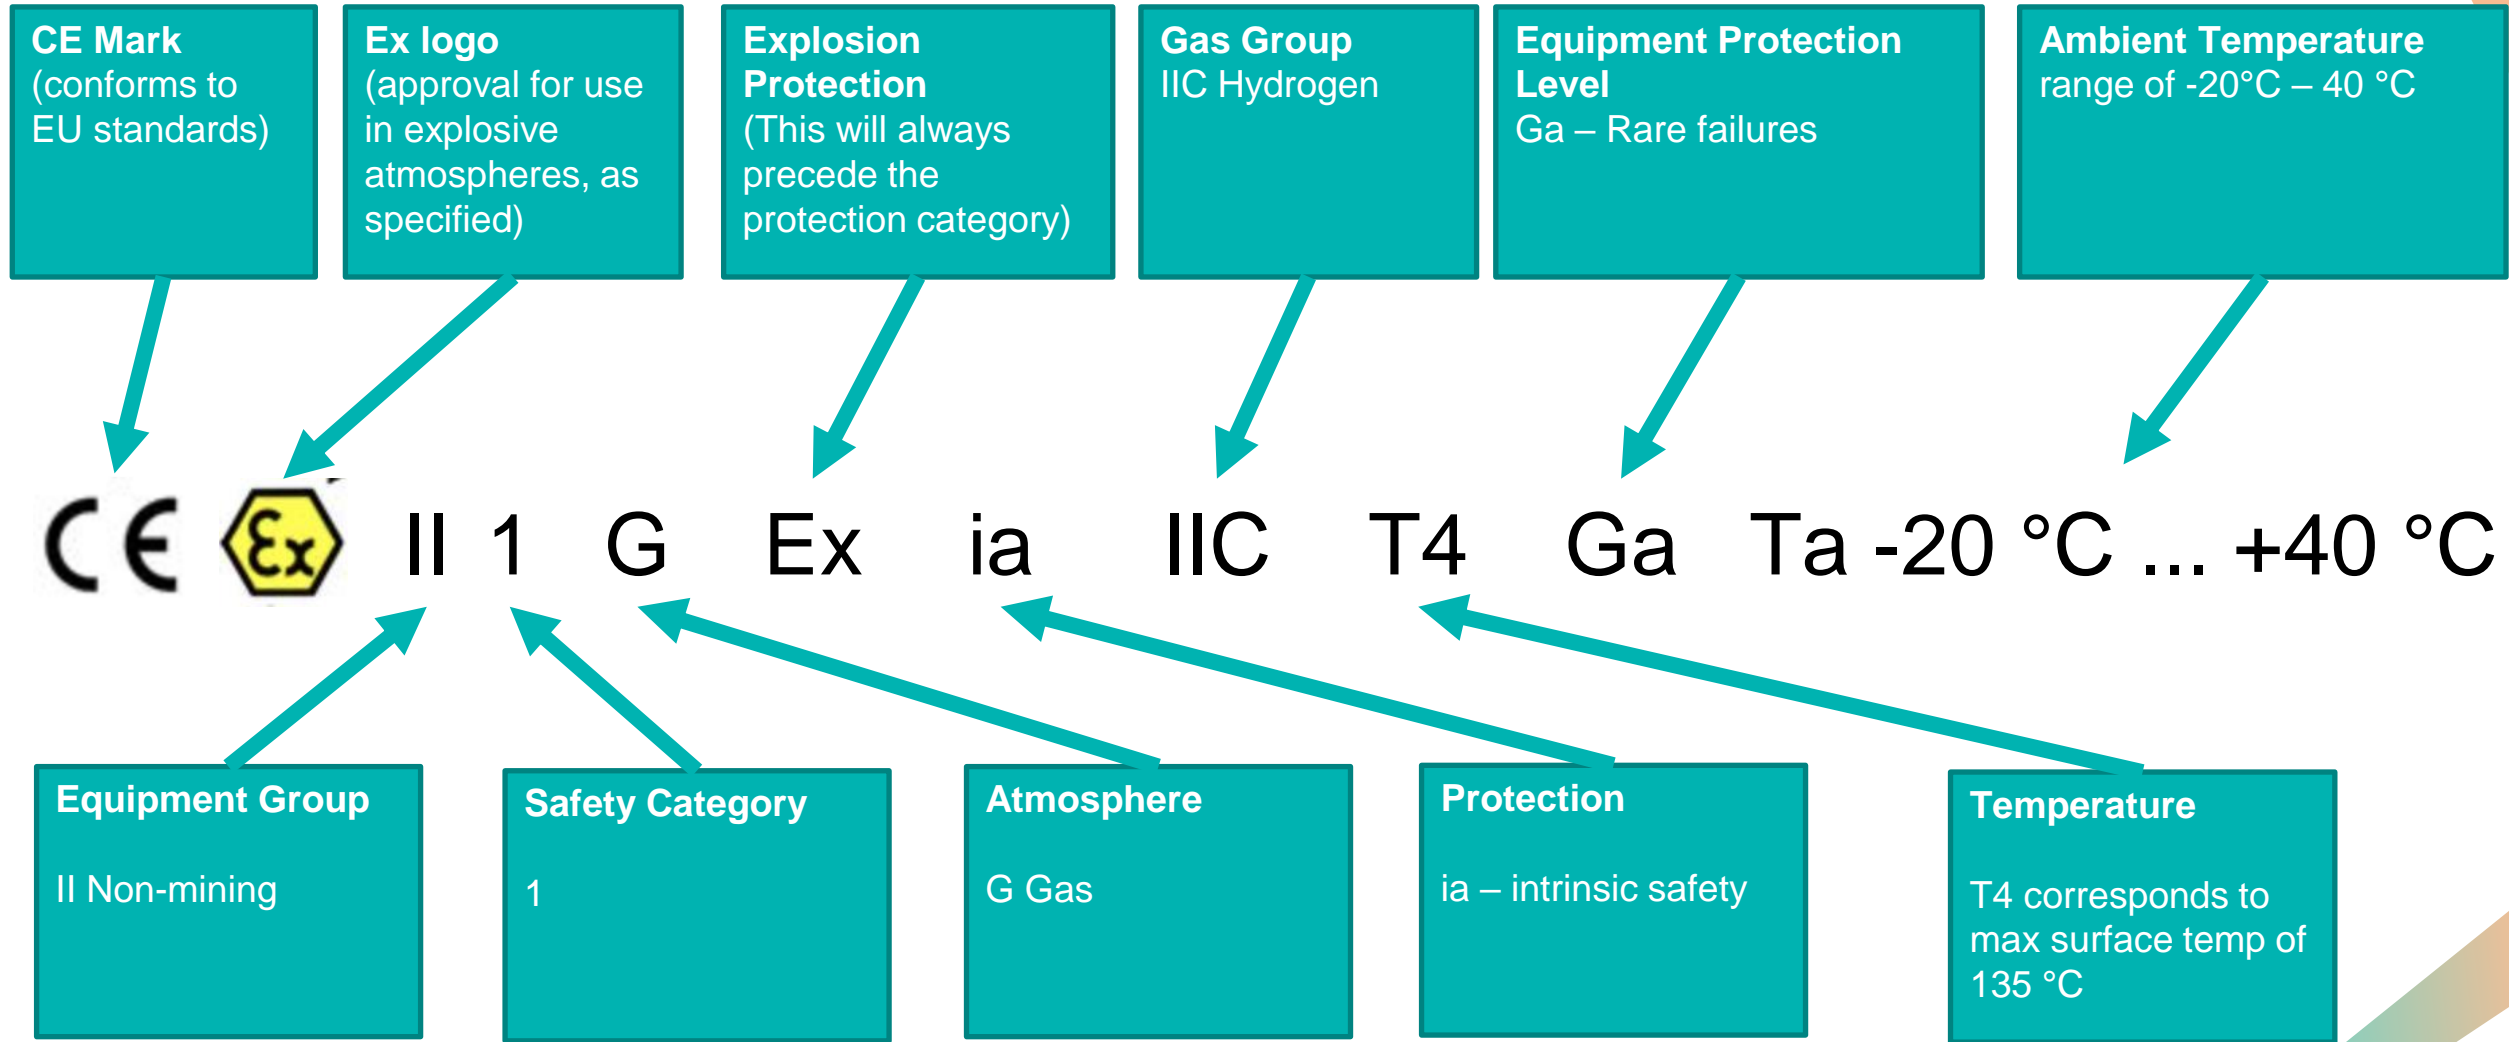 CE Mark
(conforms to
EU standards)
Ex logo
(approval for use
in explosive
atmospheres, as
specified)
Explosion
Protection
(This will always
precede the
protection category)
Gas Group
IIC Hydrogen
Equipment Protection
Level
Ga – Rare failures
Ambient Temperature
range of -20°C – 40 °C
CE Ex II 1 G Ex ia IIC T4 Ga Ta -20 °C ... +40 °C
Equipment Group
II Non-mining
Safety Category
1
Atmosphere
G Gas
Protection
ia – intrinsic safety
Temperature
T4 corresponds to
max surface temp of
135 °C